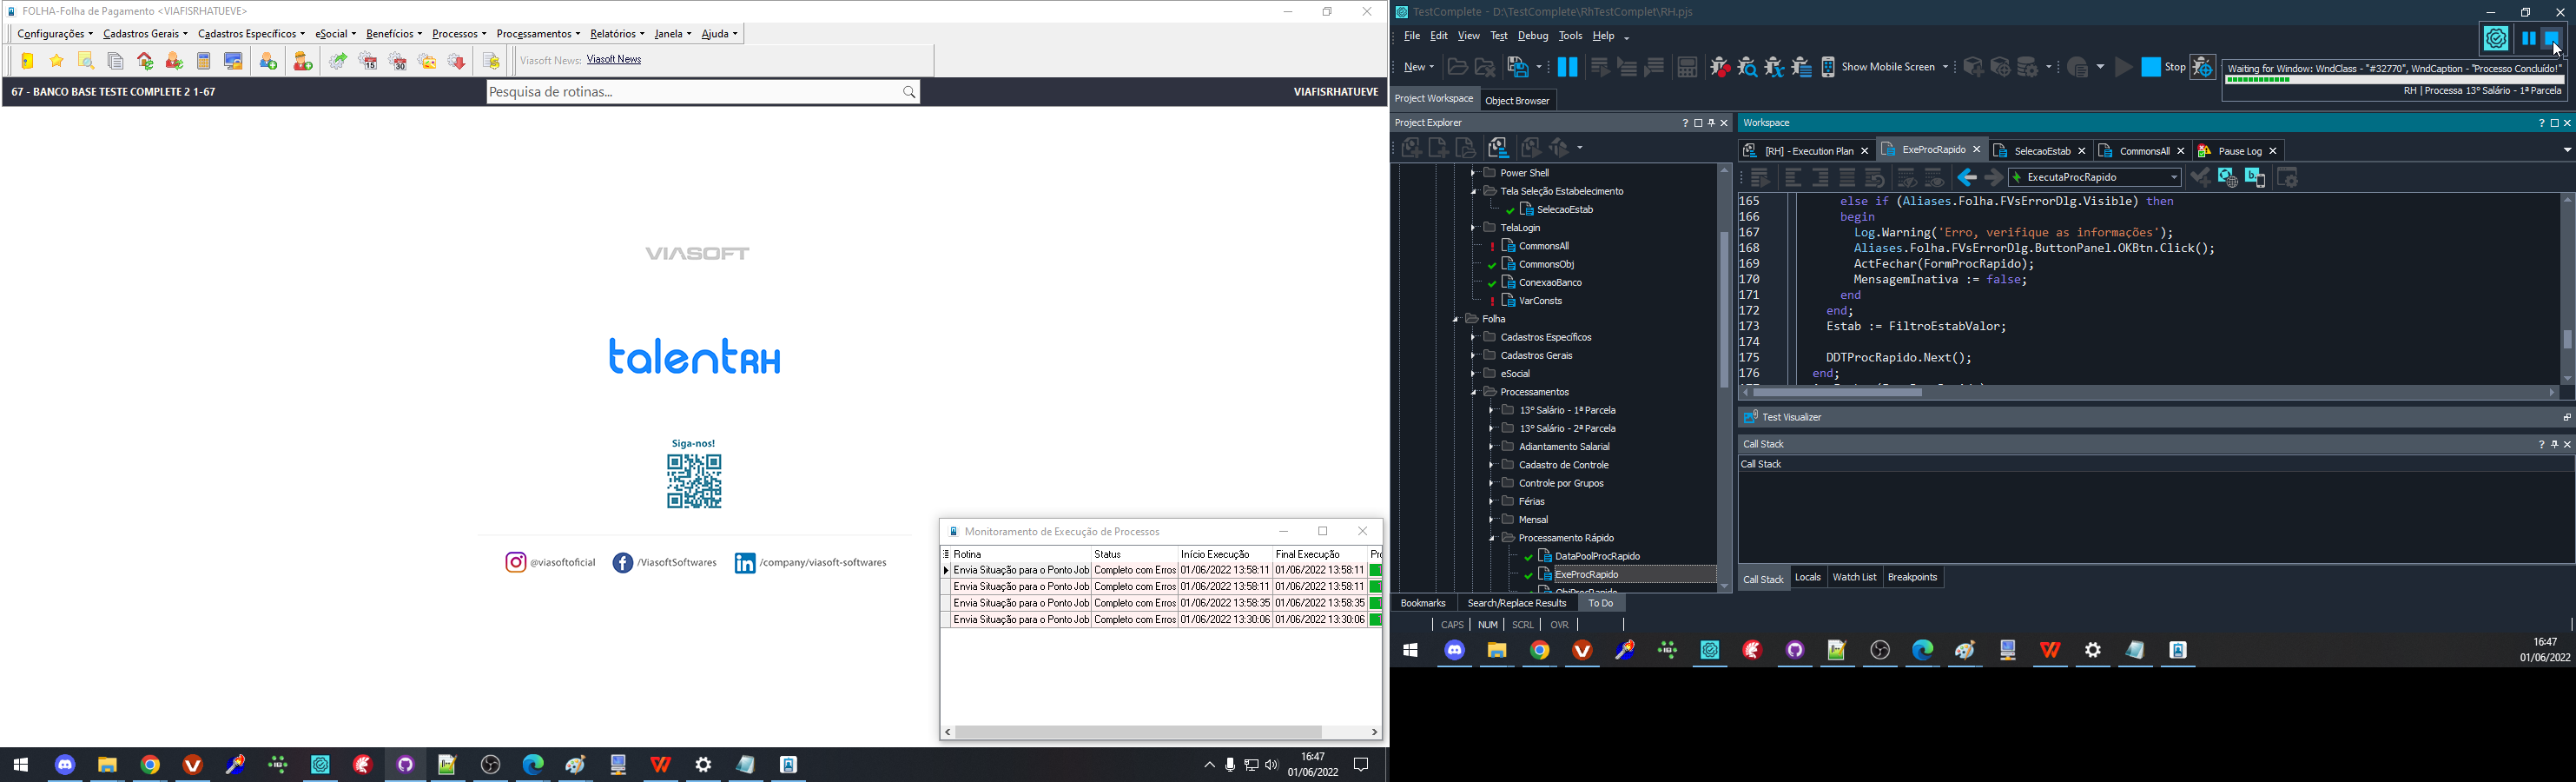 FOLHA-Folha de Pagamento <VIAFISRHATUEVE>
Configurações Cadastros Gerais Cadastros Específicos eSocial Benefícios Processos Processamentos Relatórios Janela Ajuda
15 30 Viasoft News: Viasoft News
67 - BANCO BASE TESTE COMPLETE 2 1-67 Pesquisa de rotinas... VIAFISRHATUEVE
VIASOFT
talentRH
Siga-nos!
@viasoftoficial /ViasoftSoftwares /company/viasoft-softwares
Monitoramento de Execução de Processos
Rotina Status Início Execução Final Execução
Envia Situação para o Ponto Job Completo com Erros 01/06/2022 13:58:11 01/06/2022 13:58:11
Envia Situação para o Ponto Job Completo com Erros 01/06/2022 13:58:11 01/06/2022 13:58:11
Envia Situação para o Ponto Job Completo com Erros 01/06/2022 13:58:35 01/06/2022 13:58:35
Envia Situação para o Ponto Job Completo com Erros 01/06/2022 13:30:06 01/06/2022 13:30:06
16:47
01/06/2022
TestComplete - D:\TestComplete\RhTestComplet\RH.pjs
File Edit View Test Debug Tools Help
New Show Mobile Screen Stop
Waiting for Window: WndClass - "#32770", WndCaption - "Processo Concluído!"
RH | Processa 13º Salário - 1ª Parcela
Project Workspace Object Browser
Project Explorer
Power Shell
Tela Seleção Estabelecimento
SelecaoEstab
TelaLogin
CommonsAll
CommonsObj
ConexaoBanco
VarConsts
Folha
Cadastros Específicos
Cadastros Gerais
eSocial
Processamentos
13º Salário - 1ª Parcela
13º Salário - 2ª Parcela
Adiantamento Salarial
Cadastro de Controle
Controle por Grupos
Férias
Mensal
Processamento Rápido
DataPoolProcRapido
ExeProcRapido
ObjProcRapido
Bookmarks Search/Replace Results To Do
CAPS NUM SCRL OVR
Workspace
[RH] - Execution Plan ExeProcRapido SelecaoEstab CommonsAll Pause Log
ExecutaProcRapido
165 else if (Aliases.Folha.FVsErrorDlg.Visible) then
166 begin
167 Log.Warning('Erro, verifique as informações');
168 Aliases.Folha.FVsErrorDlg.ButtonPanel.OKBtn.Click();
169 ActFechar(FormProcRapido);
170 MensagemInativa := false;
171 end
172 end;
173 Estab := FiltroEstabValor;
174
175 DDTProcRapido.Next();
176 end;
Test Visualizer
Call Stack
Call Stack
Call Stack Locals Watch List Breakpoints
16:47
01/06/2022